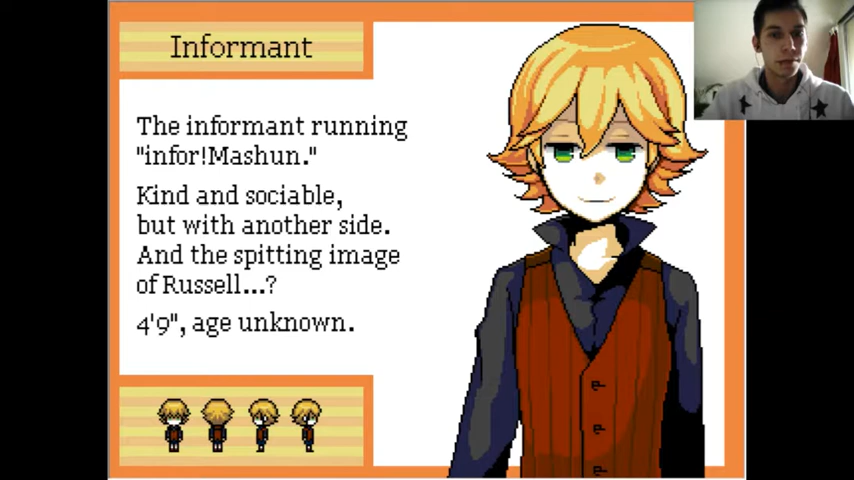 Informant
The informant running
"infor!Mashun."
Kind and sociable,
but with another side.
And the spitting image
of Russell...?
4'9", age unknown.